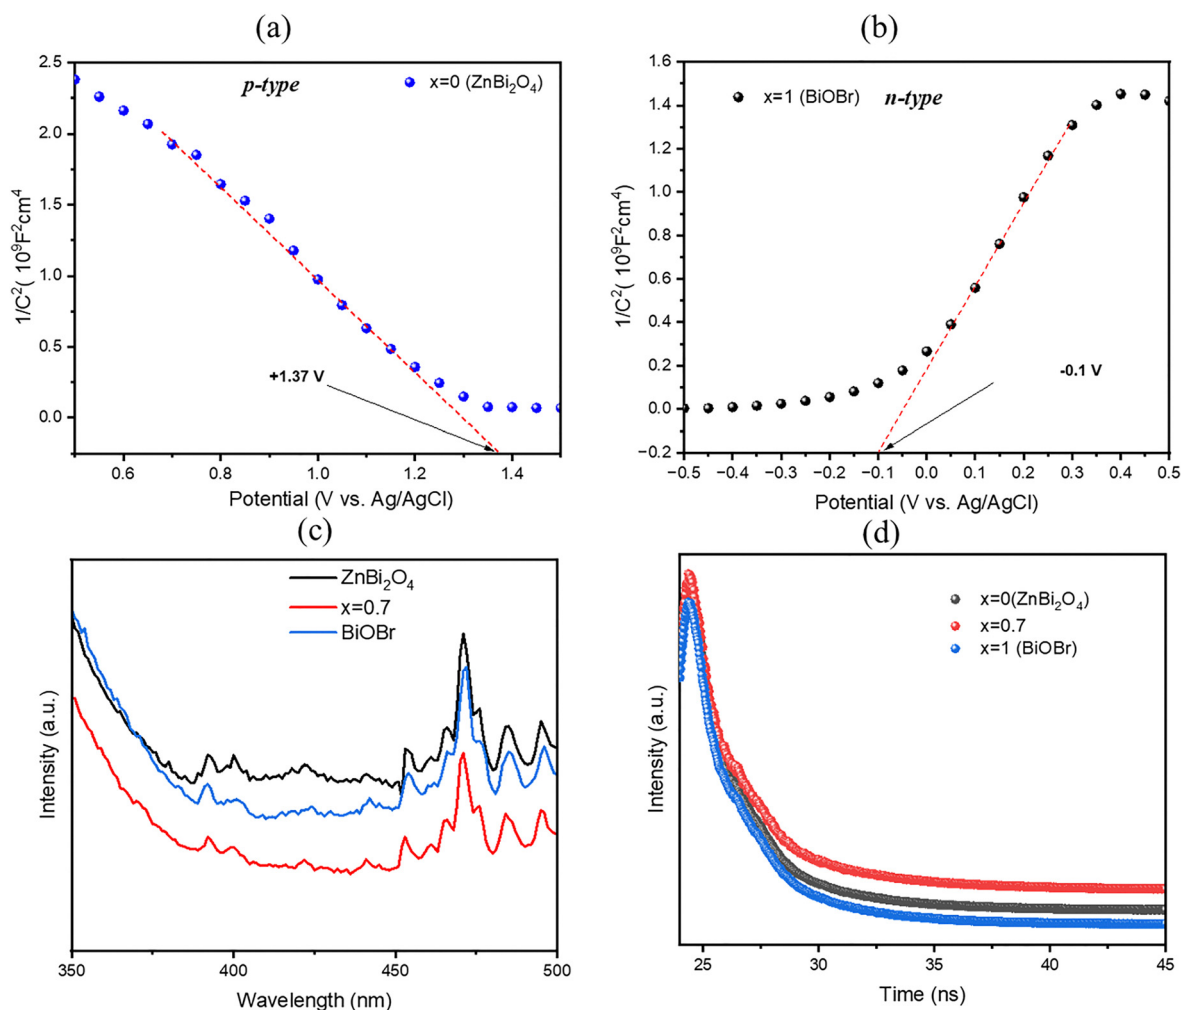 (a)
p-type
x=0 (ZnBi₂O₄)
2.5
2.0
1.5
1.0
0.5
0.0
1/C²( 10⁹F²cm⁴)
+1.37 V
0.6
0.8
1.0
1.2
1.4
Potential (V vs. Ag/AgCl)
(b)
x=1 (BiOBr)
n-type
1.6
1.4
1.2
1.0
0.8
0.6
0.4
0.2
0.0
−0.2
1/C²( 10⁹F²cm⁴)
-0.1 V
−0.5
−0.4
−0.3
−0.2
−0.1
0.0
0.1
0.2
0.3
0.4
0.5
Potential (V vs. Ag/AgCl)
(c)
ZnBi₂O₄
x=0.7
BiOBr
Intensity (a.u.)
350
400
450
500
Wavelength (nm)
(d)
x=0(ZnBi₂O₄)
x=0.7
x=1 (BiOBr)
Intensity (a.u.)
25
30
35
40
45
Time (ns)